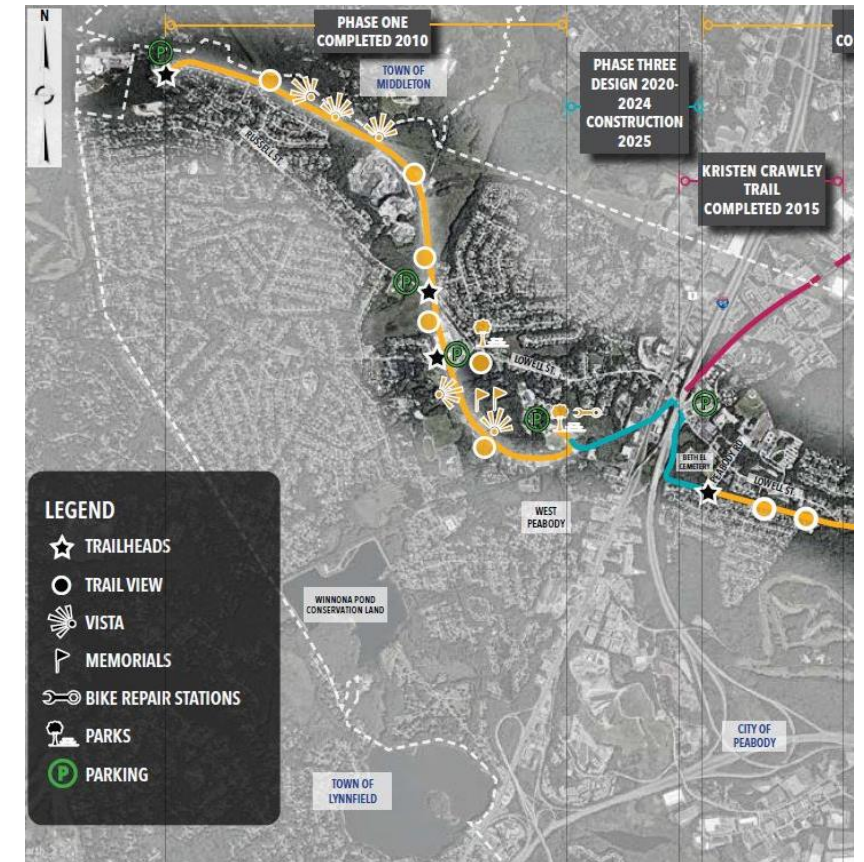 N
PHASE ONE
COMPLETED 2010
CO
TOWN OF
MIDDLETON
PHASE THREE
DESIGN 2020-
2024
CONSTRUCTION
2025
KRISTEN CRAWLEY
TRAIL
COMPLETED 2015
P
RUSSELL ST.
P
P
LOWELL ST.
P
P
BETH EL
CEMETERY
PEABODY RD
LOWELL ST.
WEST
PEABODY
WINNONA POND
CONSERVATION LAND
CITY OF
PEABODY
TOWN OF
LYNNFIELD
LEGEND
TRAILHEADS
TRAIL VIEW
VISTA
MEMORIALS
BIKE REPAIR STATIONS
PARKS
P PARKING